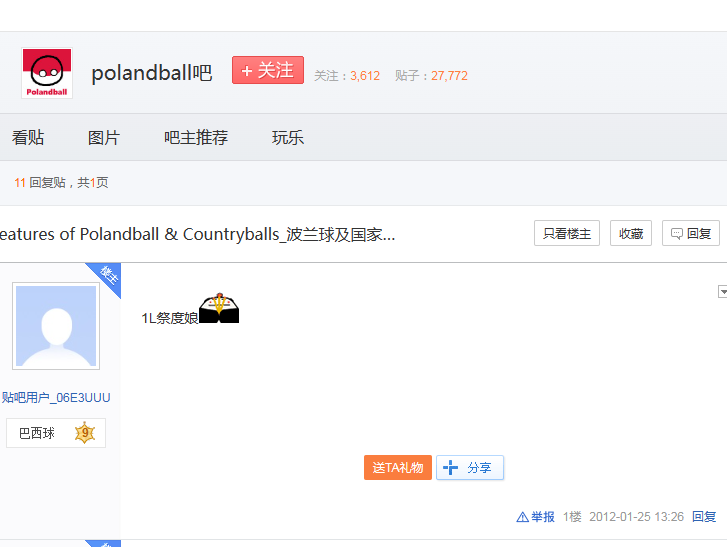 Polandball
polandball吧
+ 关注
关注：3,612 贴子：27,772
看贴 图片 吧主推荐 玩乐
11 回复贴，共1页
eatures of Polandball & Countryballs_波兰球及国家...
只看楼主 收藏 回复
楼主
1L祭度娘
贴吧用户_06E3UUU
巴西球 9
送TA礼物 分享
举报 1楼 2012-01-25 13:26 回复